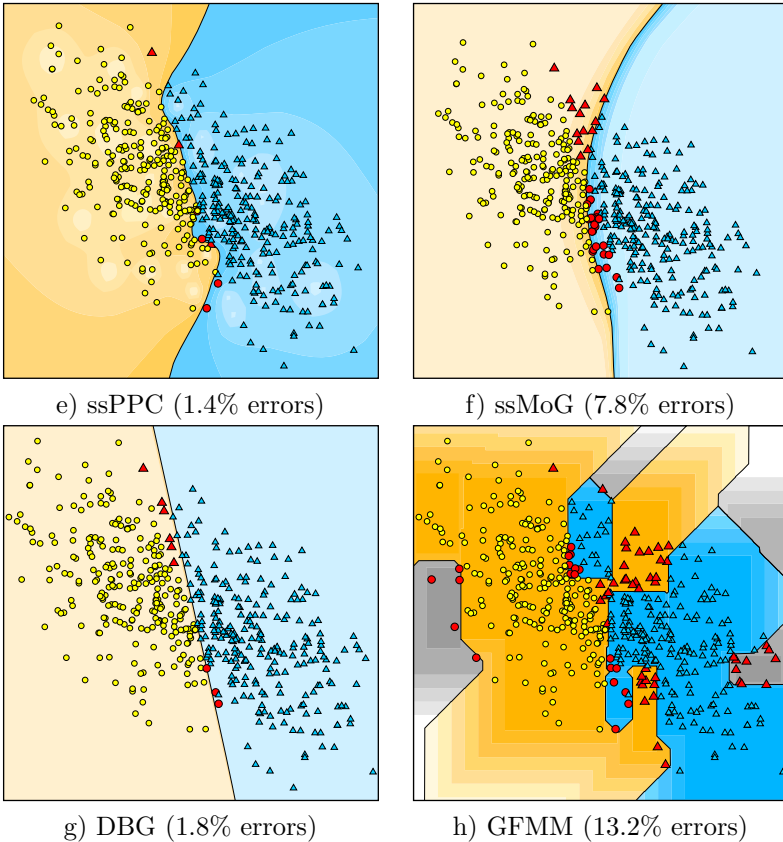 e) ssPPC (1.4% errors)
f) ssMoG (7.8% errors)
g) DBG (1.8% errors)
h) GFMM (13.2% errors)